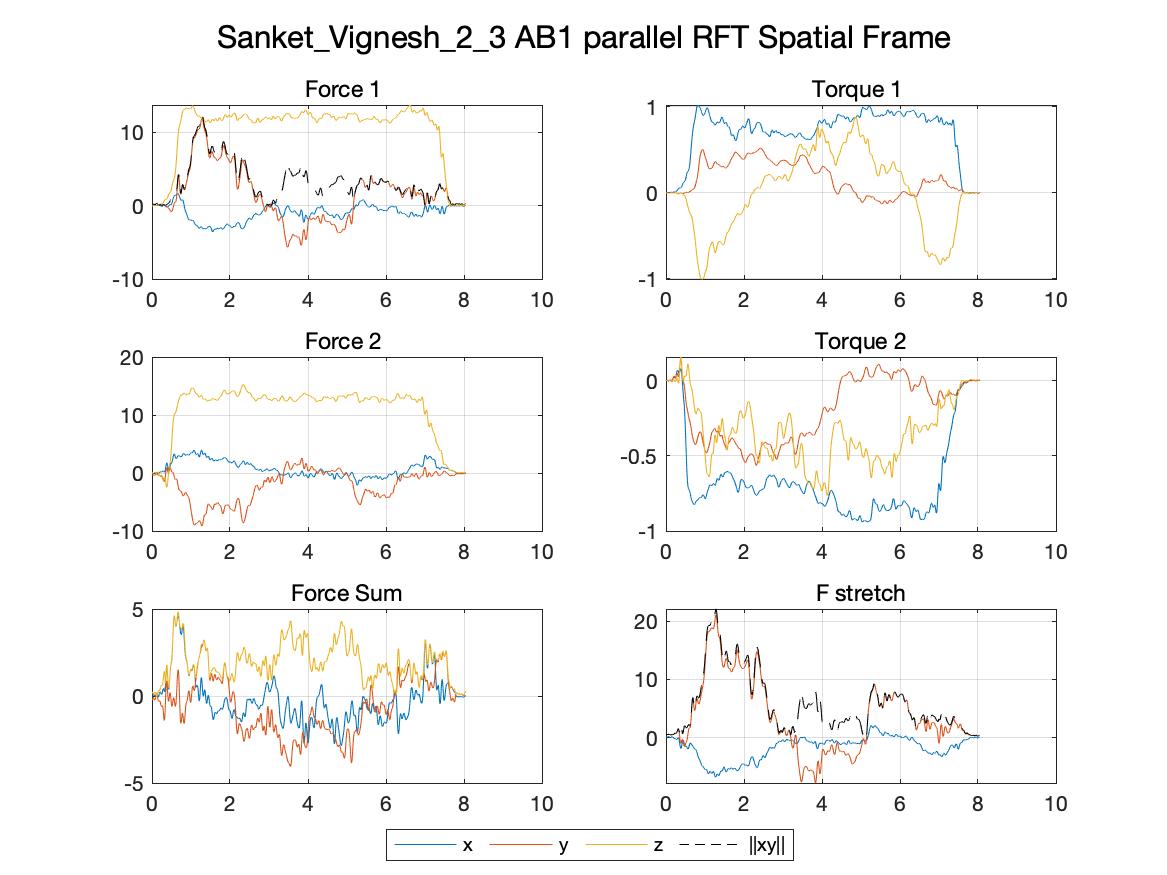 Sanket_Vignesh_2_3 AB1 parallel RFT Spatial Frame
Force 1
10
0
-10
0 2 4 6 8 10
Torque 1
1
0
-1
0 2 4 6 8 10
Force 2
20
10
0
-10
0 2 4 6 8 10
Torque 2
0
-0.5
-1
0 2 4 6 8 10
Force Sum
5
0
-5
0 2 4 6 8 10
F stretch
20
10
0
0 2 4 6 8 10
x y z ||xy||